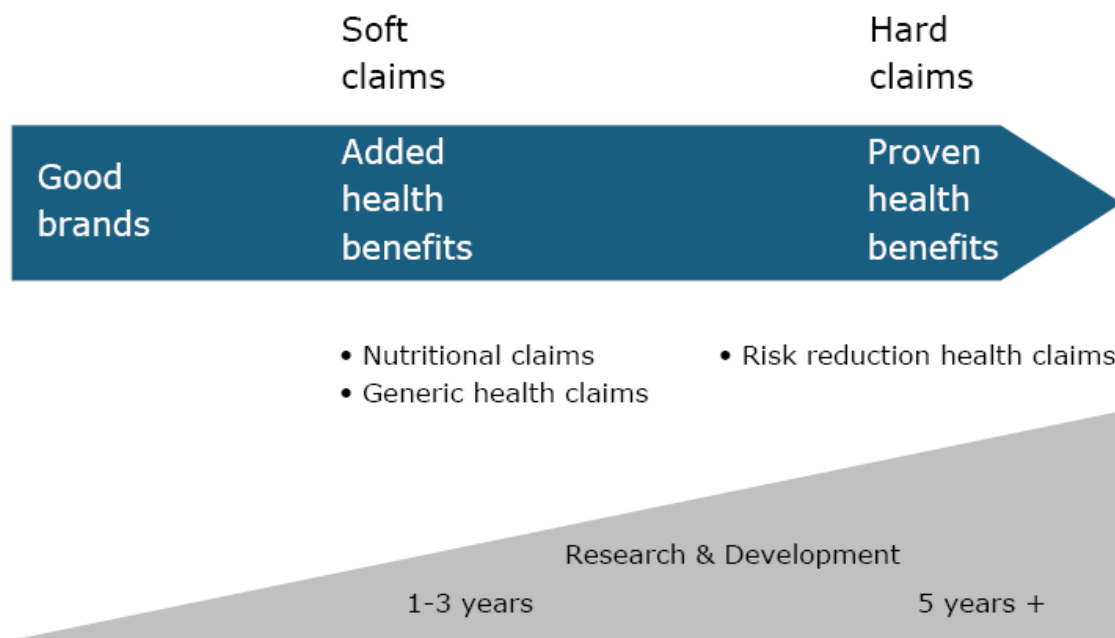 Soft
claims
Hard
claims
Good
brands
Added
health
benefits
Proven
health
benefits
• Nutritional claims
• Generic health claims
• Risk reduction health claims
Research & Development
1-3 years
5 years +